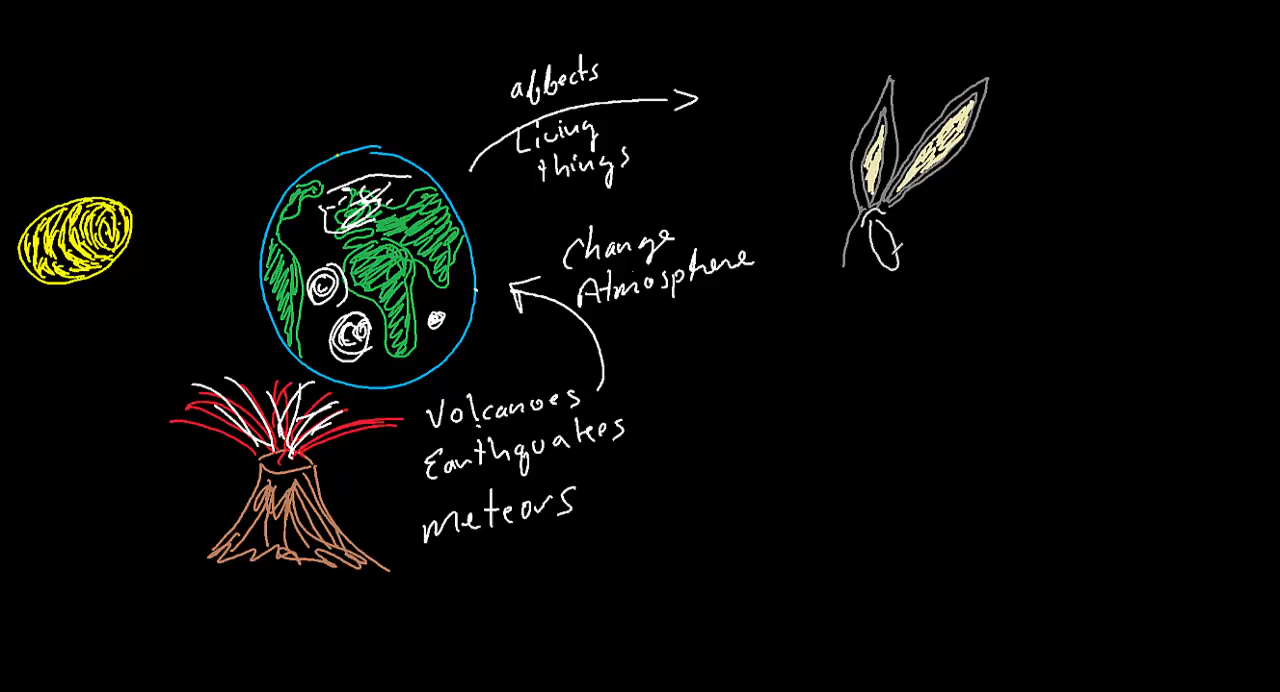 affects
Living
things
Change
Atmosphere
Volcanoes
Earthquakes
meteors